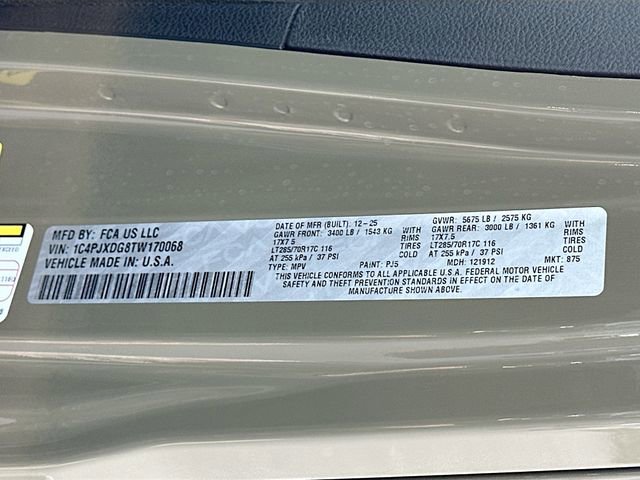 MFD BY: FCA US LLC
VIN: 1C4PJXDG8TW170068
VEHICLE MADE IN: U.S.A.
DATE OF MFR (BUILT): 12-25
GAWR FRONT: 3400 LB / 1543 KG
17X7.5 WITH
LT285/70R17C 116 TIRES
AT 255 kPa / 37 PSI COLD
TYPE: MPV PAINT: PJ5
GVWR: 5675 LB / 2575 KG
GAWR REAR: 3000 LB / 1361 KG
17X7.5 WITH
LT285/70R17C 116 TIRES
AT 255 kPa / 37 PSI COLD
MCH: 121912 MKT: 875
THIS VEHICLE CONFORMS TO ALL APPLICABLE U.S.A. FEDERAL MOTOR VEHICLE
SAFETY AND THEFT PREVENTION STANDARDS IN EFFECT ON THE DATE OF
MANUFACTURE SHOWN ABOVE.